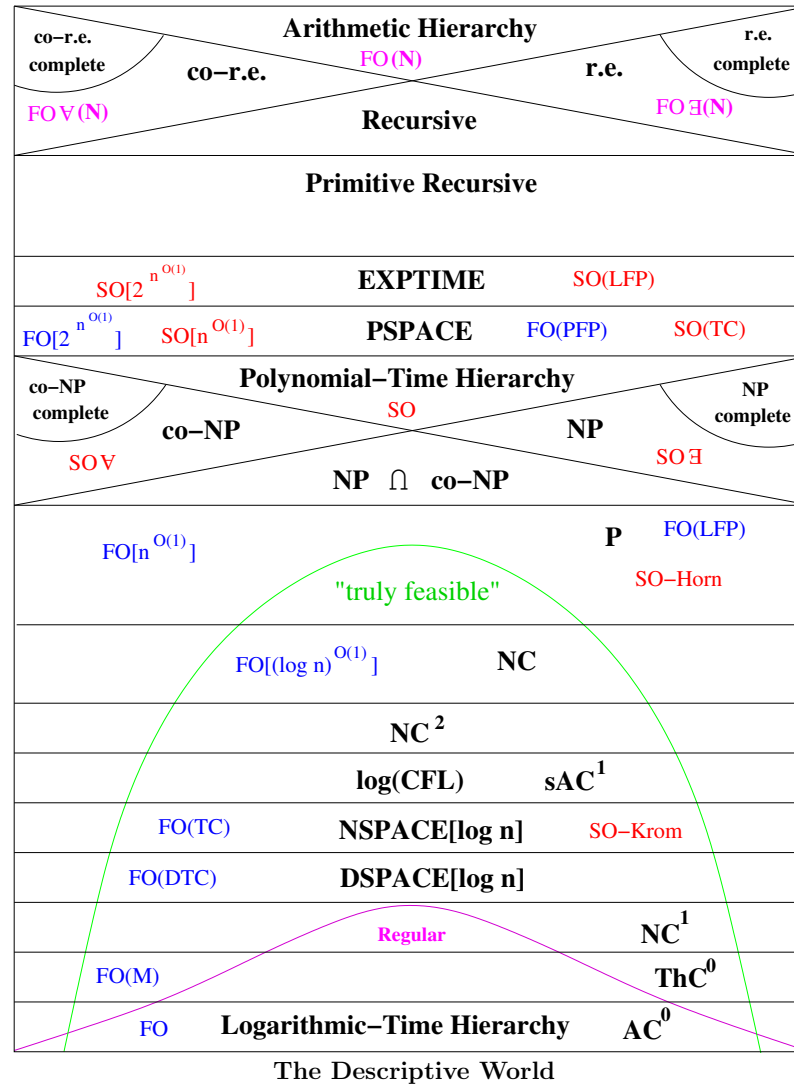 Arithmetic Hierarchy
co-r.e. complete
co–r.e.
FO(N)
r.e.
r.e. complete
FO∀(N)
FO∃(N)
Recursive
Primitive Recursive
SO[2^n^O(1)]
EXPTIME
SO(LFP)
FO[2^n^O(1)]
SO[n^O(1)]
PSPACE
FO(PFP)
SO(TC)
Polynomial–Time Hierarchy
co-NP complete
co–NP
SO
NP
NP complete
SO∀
SO∃
NP ∩ co–NP
FO[n^O(1)]
P
FO(LFP)
"truly feasible"
SO–Horn
FO[(log n)^O(1)]
NC
NC^2
log(CFL)
sAC^1
FO(TC)
NSPACE[log n]
SO–Krom
FO(DTC)
DSPACE[log n]
Regular
NC^1
FO(M)
ThC^0
FO
Logarithmic–Time Hierarchy
AC^0
The Descriptive World